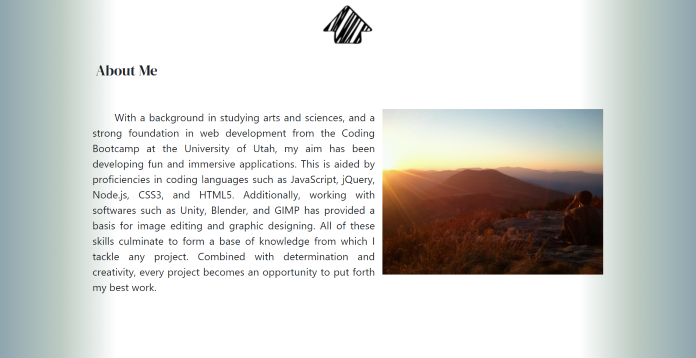 About Me
With a background in studying arts and sciences, and a
strong foundation in web development from the Coding
Bootcamp at the University of Utah, my aim has been
developing fun and immersive applications. This is aided by
proficiencies in coding languages such as JavaScript, jQuery,
Node.js, CSS3, and HTML5. Additionally, working with
softwares such as Unity, Blender, and GIMP has provided a
basis for image editing and graphic designing. All of these
skills culminate to form a base of knowledge from which I
tackle any project. Combined with determination and
creativity, every project becomes an opportunity to put forth
my best work.